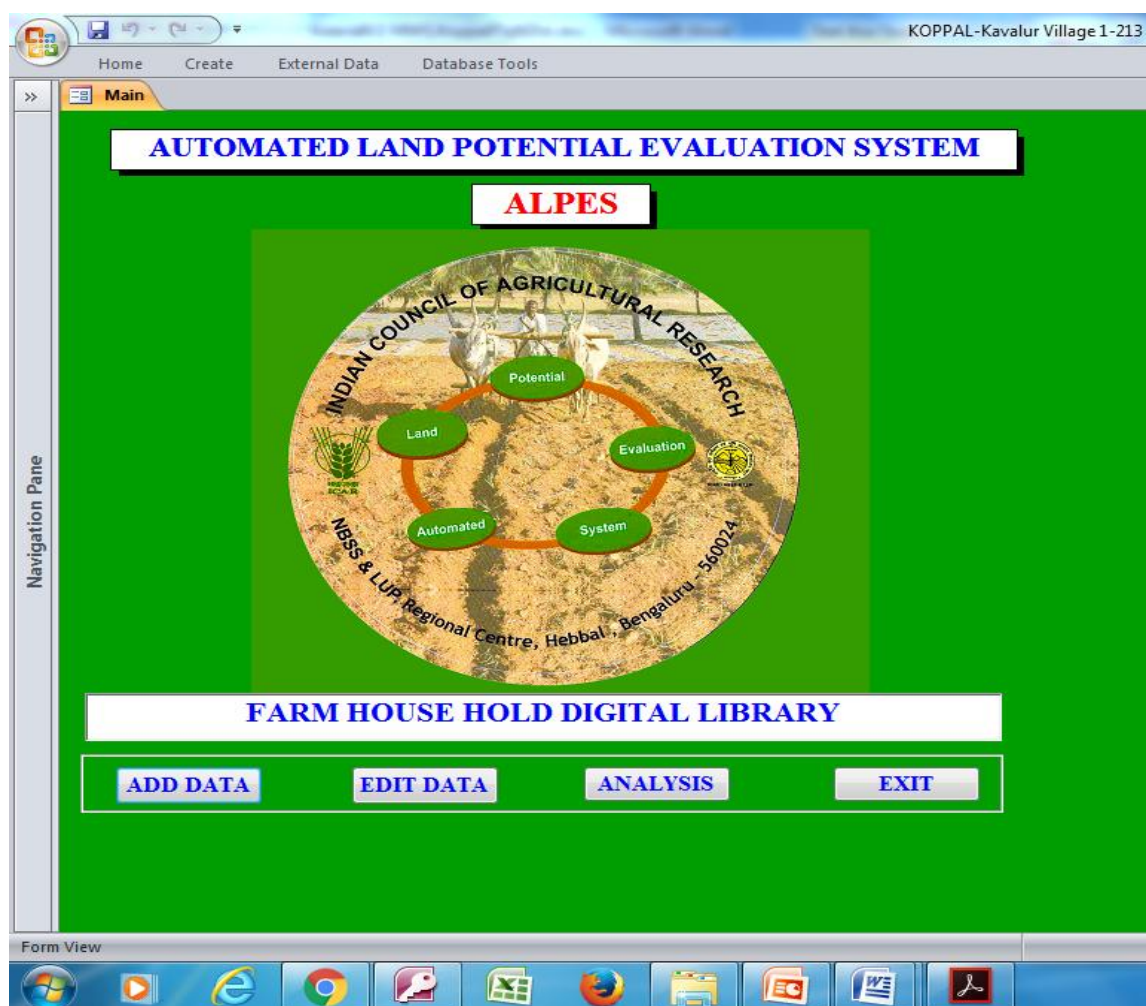 KOPPAL-Kavalur Village 1-213
Home Create External Data Database Tools
Main
AUTOMATED LAND POTENTIAL EVALUATION SYSTEM
ALPES
INDIAN COUNCIL OF AGRICULTURAL RESEARCH
Potential
Land
Evaluation
ICAR
Automated
System
NBSS & LUP, Regional Centre, Hebbal , Bengaluru - 560024
Navigation Pane
FARM HOUSE HOLD DIGITAL LIBRARY
ADD DATA EDIT DATA ANALYSIS EXIT
Form View